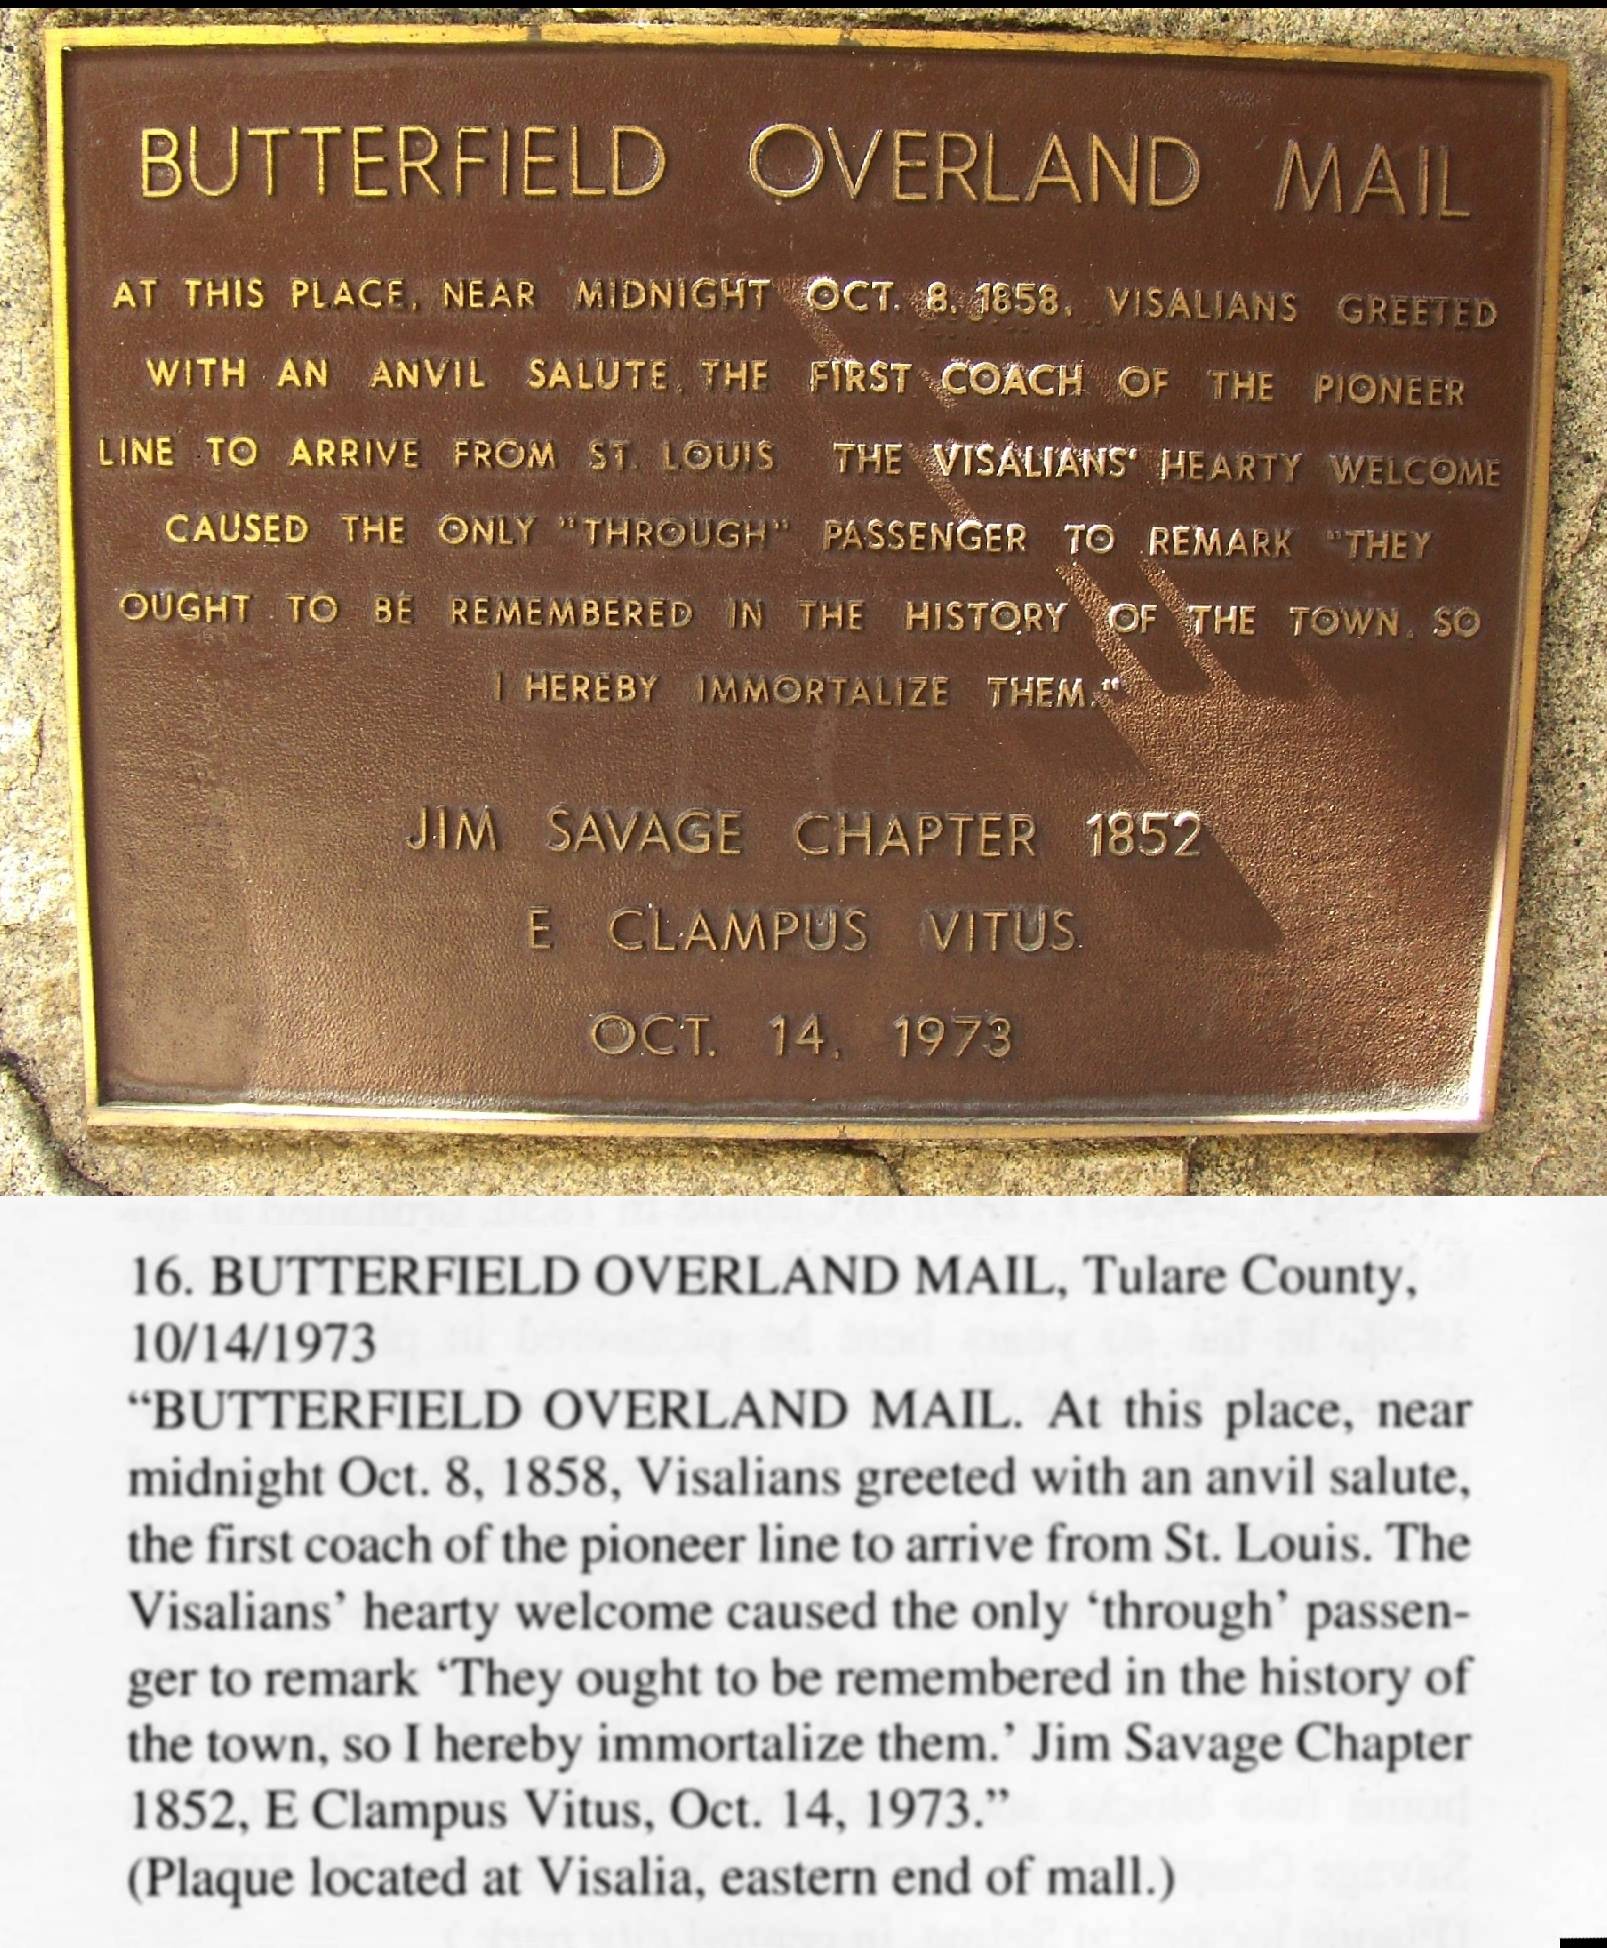 BUTTERFIELD OVERLAND MAIL
AT THIS PLACE, NEAR MIDNIGHT OCT. 8, 1858, VISALIANS GREETED
WITH AN ANVIL SALUTE, THE FIRST COACH OF THE PIONEER
LINE TO ARRIVE FROM ST. LOUIS THE VISALIANS' HEARTY WELCOME
CAUSED THE ONLY "THROUGH" PASSENGER TO REMARK "THEY
OUGHT TO BE REMEMBERED IN THE HISTORY OF THE TOWN, SO
I HEREBY IMMORTALIZE THEM."
JIM SAVAGE CHAPTER 1852
E CLAMPUS VITUS
OCT. 14, 1973
16. BUTTERFIELD OVERLAND MAIL, Tulare County,
10/14/1973
“BUTTERFIELD OVERLAND MAIL. At this place, near
midnight Oct. 8, 1858, Visalians greeted with an anvil salute,
the first coach of the pioneer line to arrive from St. Louis. The
Visalians’ hearty welcome caused the only ‘through’ passen-
ger to remark ‘They ought to be remembered in the history of
the town, so I hereby immortalize them.’ Jim Savage Chapter
1852, E Clampus Vitus, Oct. 14, 1973.”
(Plaque located at Visalia, eastern end of mall.)